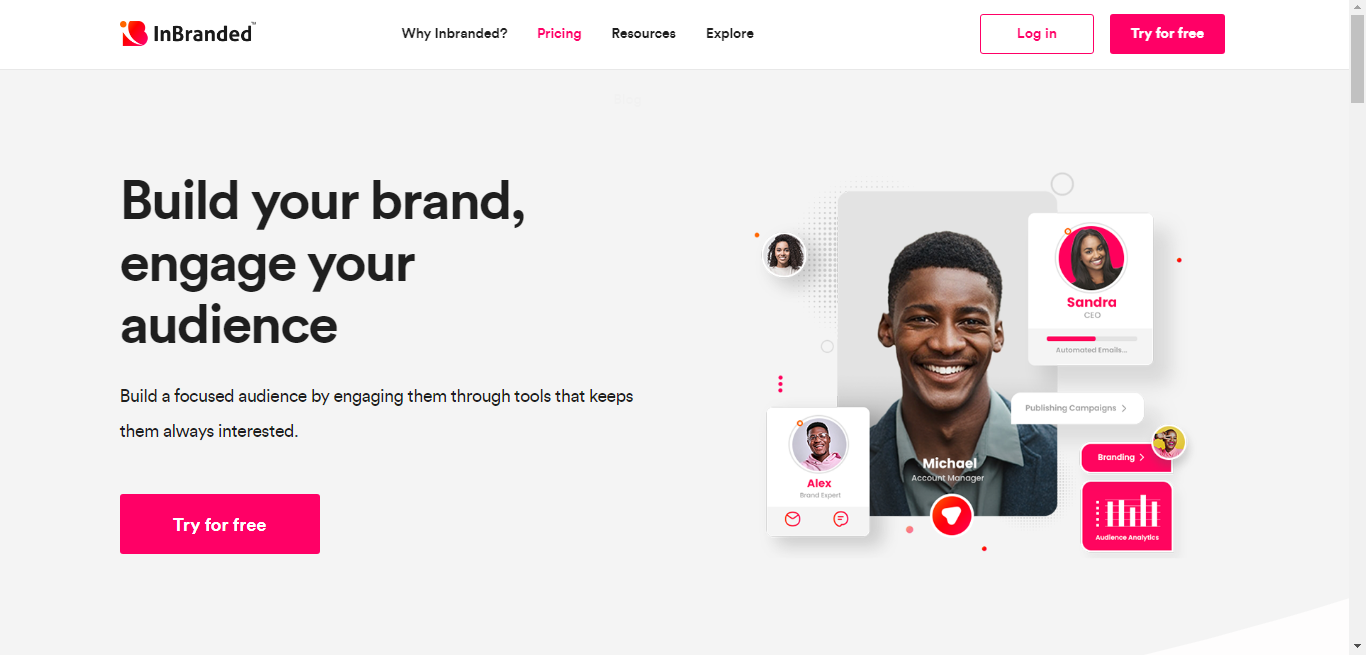 InBranded™
Why Inbranded?
Pricing
Resources
Explore
Log in
Try for free
Build your brand,
engage your
audience
Build a focused audience by engaging them through tools that keeps
them always interested.
Try for free
Sandra
CEO
Automated Emails...
Publishing Campaigns
Branding
Audience Analytics
Michael
Account Manager
Alex
Brand Expert